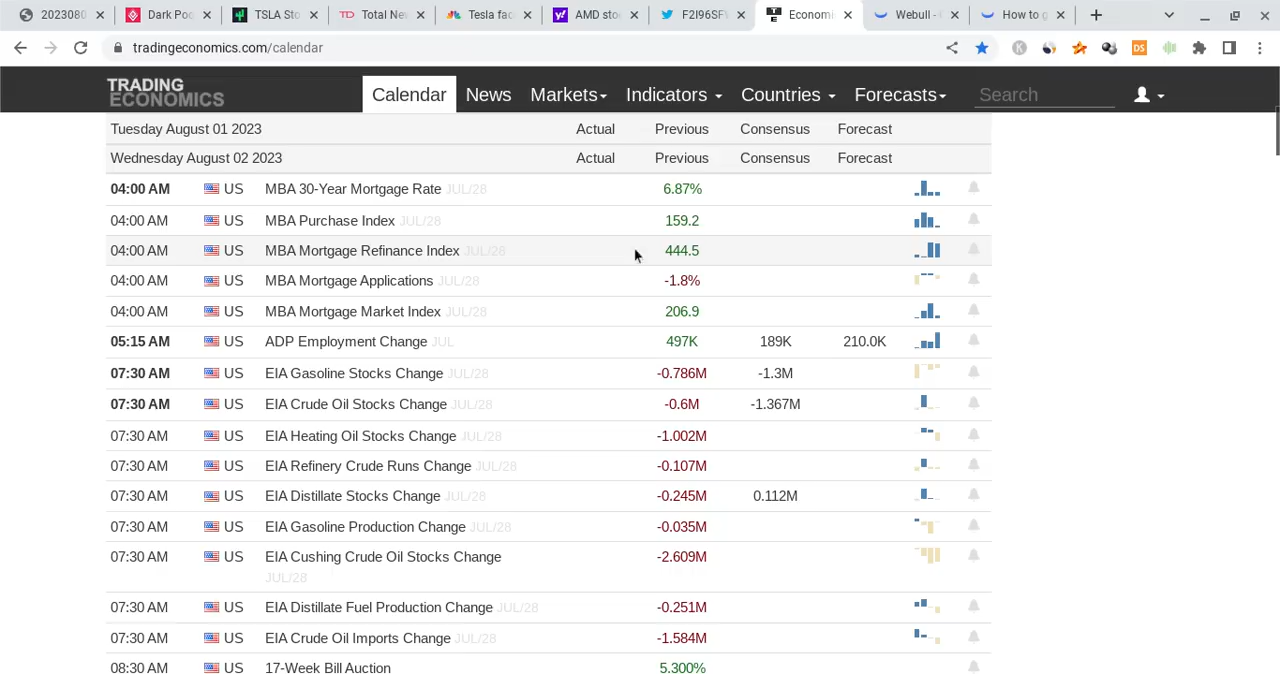 2023080
Dark Poo
TSLA Sto
TD Total Ne
Tesla fac
AMD sto
F2I96SF
Economi
Webull -
How to g
tradingeconomics.com/calendar
TRADING
ECONOMICS
Calendar News Markets Indicators Countries Forecasts Search
Tuesday August 01 2023 Actual Previous Consensus Forecast
Wednesday August 02 2023 Actual Previous Consensus Forecast
04:00 AM US MBA 30-Year Mortgage Rate JUL/28 6.87%
04:00 AM US MBA Purchase Index JUL/28 159.2
04:00 AM US MBA Mortgage Refinance Index JUL/28 444.5
04:00 AM US MBA Mortgage Applications JUL/28 -1.8%
04:00 AM US MBA Mortgage Market Index JUL/28 206.9
05:15 AM US ADP Employment Change JUL 497K 189K 210.0K
07:30 AM US EIA Gasoline Stocks Change JUL/28 -0.786M -1.3M
07:30 AM US EIA Crude Oil Stocks Change JUL/28 -0.6M -1.367M
07:30 AM US EIA Heating Oil Stocks Change JUL/28 -1.002M
07:30 AM US EIA Refinery Crude Runs Change JUL/28 -0.107M
07:30 AM US EIA Distillate Stocks Change JUL/28 -0.245M 0.112M
07:30 AM US EIA Gasoline Production Change JUL/28 -0.035M
07:30 AM US EIA Cushing Crude Oil Stocks Change -2.609M
JUL/28
07:30 AM US EIA Distillate Fuel Production Change JUL/28 -0.251M
07:30 AM US EIA Crude Oil Imports Change JUL/28 -1.584M
08:30 AM US 17-Week Bill Auction 5.300%